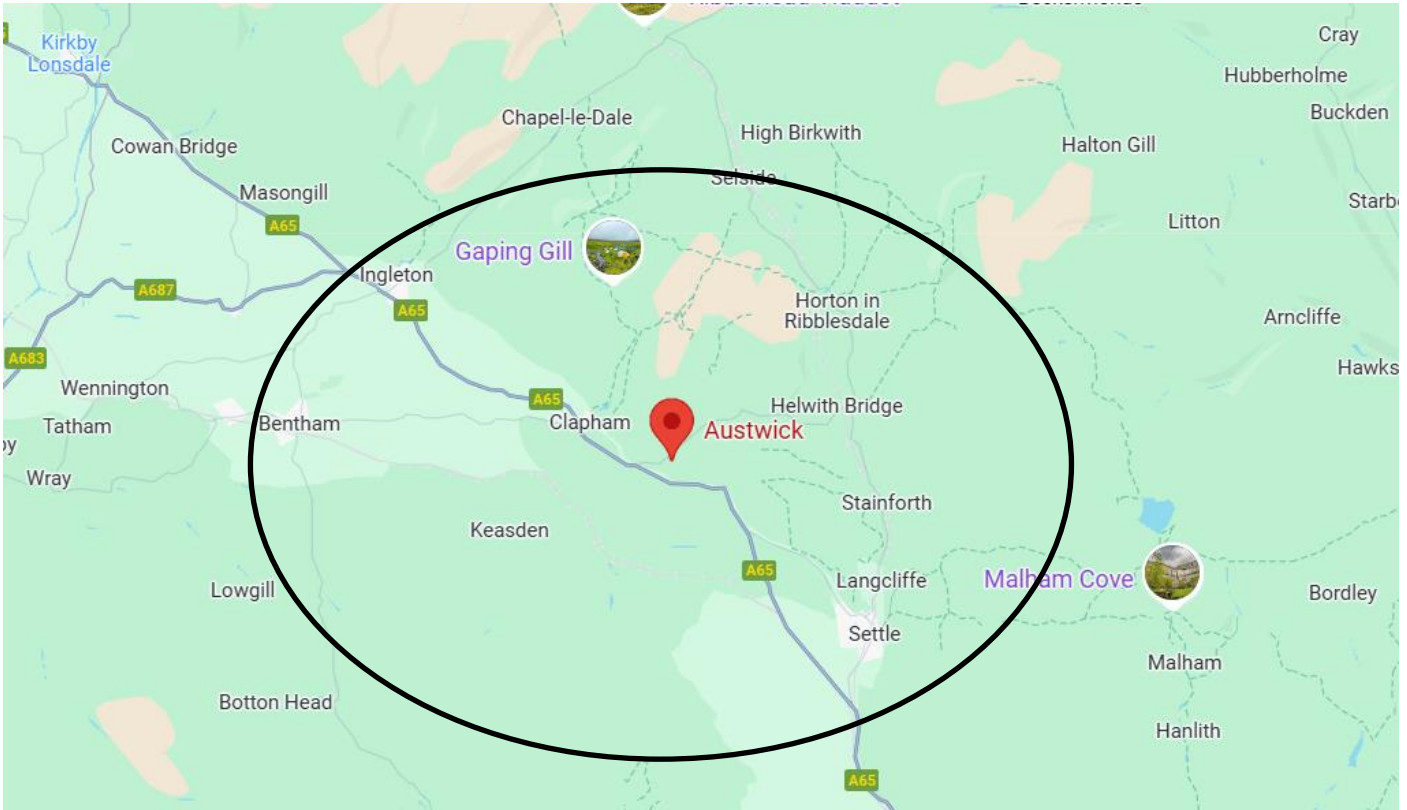 Cray
Kirkby
Lonsdale
Hubberholme
Buckden
Chapel-le-Dale
High Birkwith
Cowan Bridge
Halton Gill
Selside
Masongill
A65
Litton
Gaping Gill
Ingleton
A687
A65
Horton in
Ribblesdale
Arncliffe
A683
Wennington
A65
Helwith Bridge
Tatham
Bentham
Clapham
Austwick
Wray
Stainforth
Keasden
A65
Langcliffe
Malham Cove
Lowgill
Bordley
Settle
Malham
Botton Head
Hanlith
A65